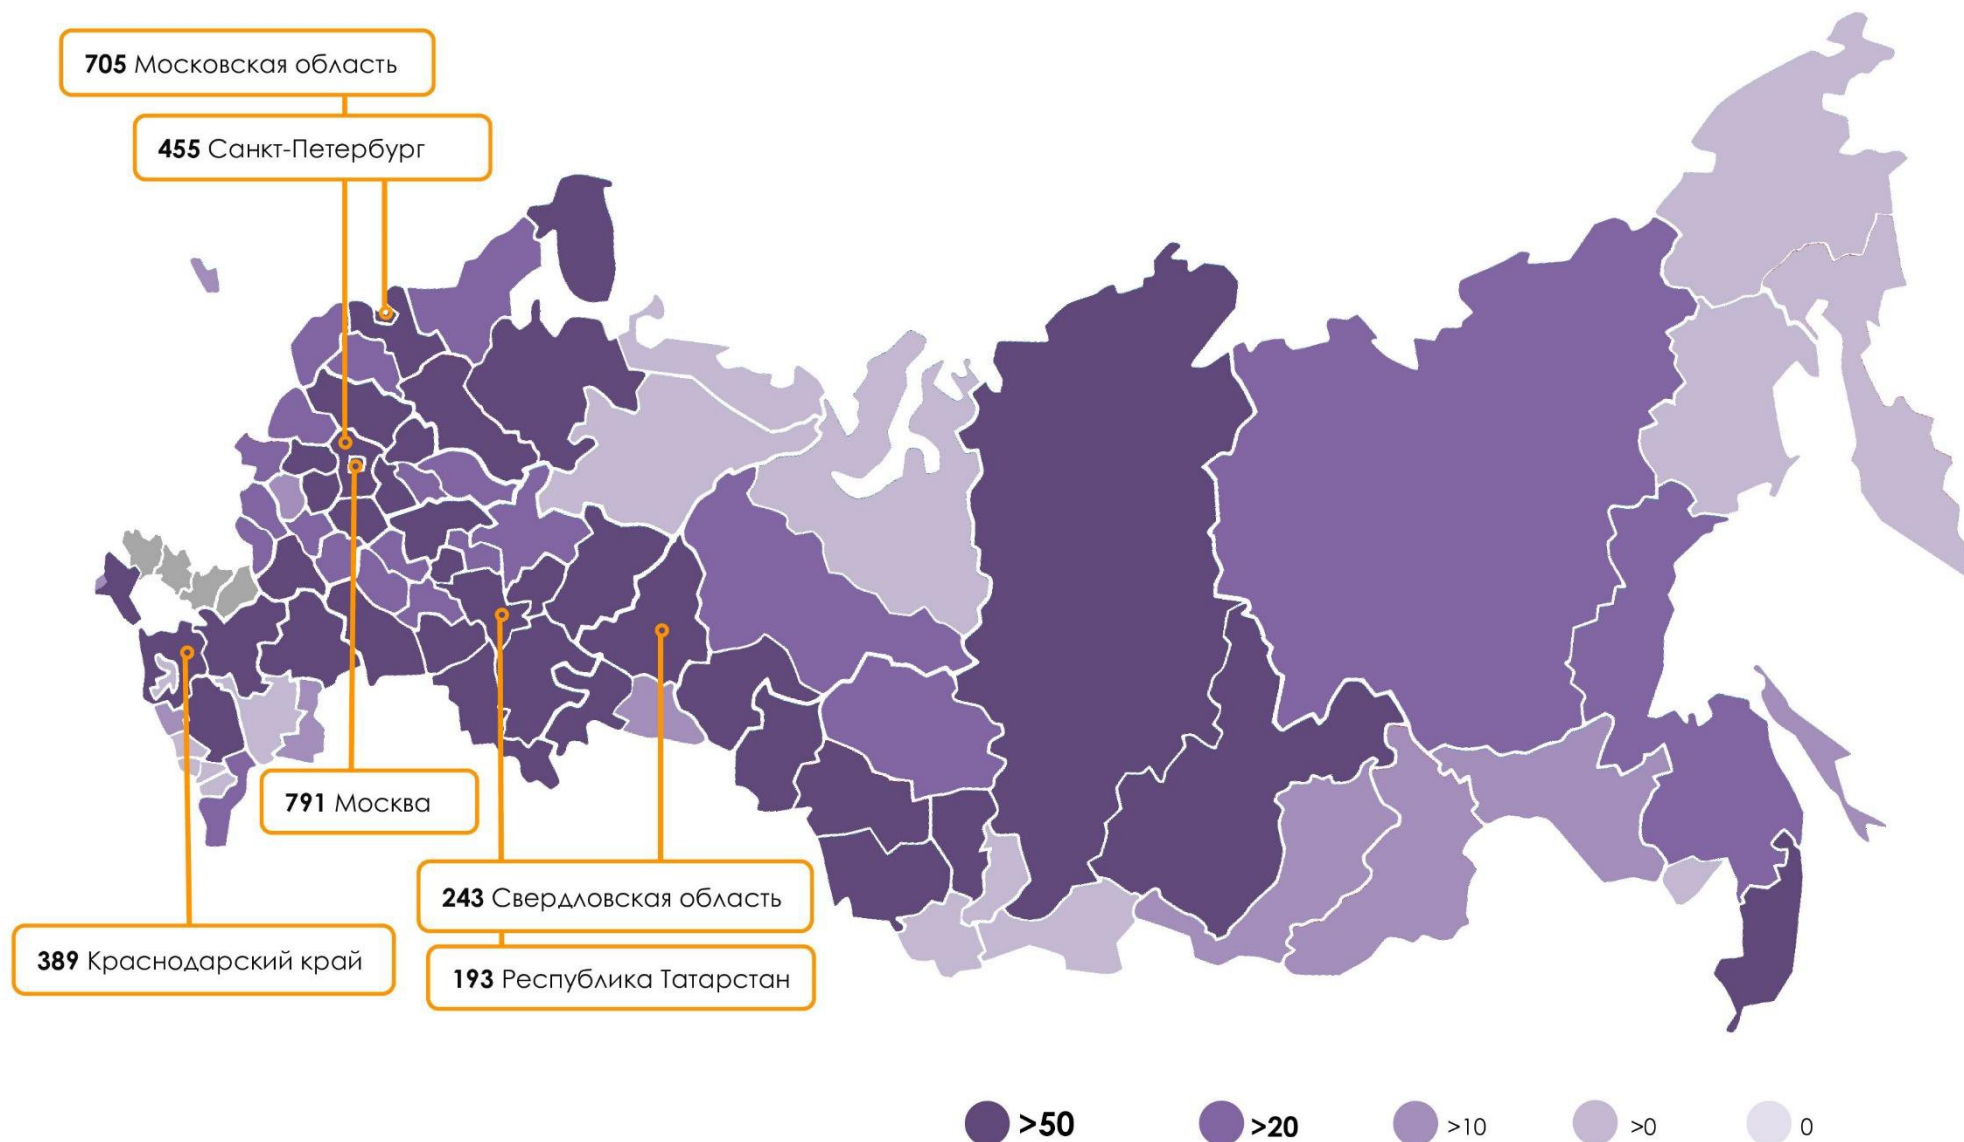 705 Московская область
455 Санкт-Петербург
791 Москва
243 Свердловская область
389 Краснодарский край
193 Республика Татарстан
>50
>20
>10
>0
0